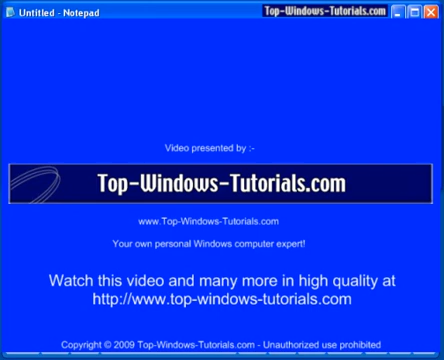 Untitled - Notepad
Top-Windows-Tutorials.com
Video presented by :-
Top-Windows-Tutorials.com
www.Top-Windows-Tutorials.com
Your own personal Windows computer expert!
Watch this video and many more in high quality at
http://www.top-windows-tutorials.com
Copyright © 2009 Top-Windows-Tutorials.com - Unauthorized use prohibited